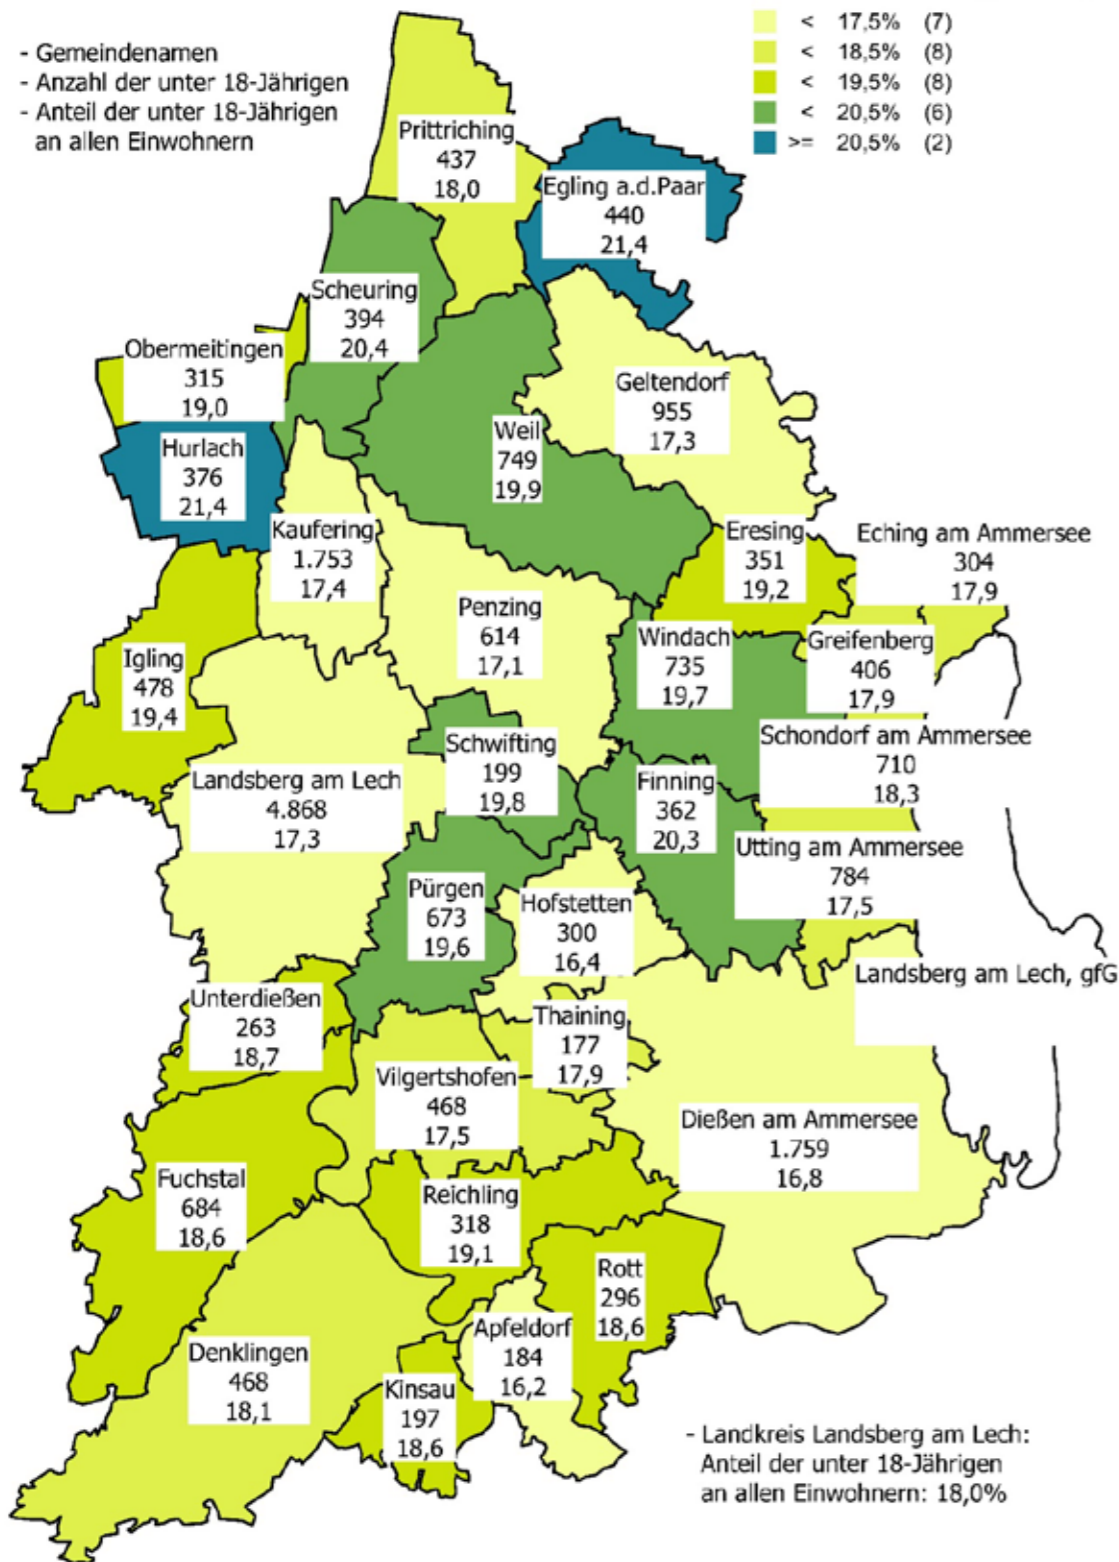 - Gemeindenamen
- Anzahl der unter 18-Jährigen
- Anteil der unter 18-Jährigen
an allen Einwohnern
< 17,5% (7)
< 18,5% (8)
< 19,5% (8)
< 20,5% (6)
>= 20,5% (2)
Prittriching
437
18,0
Egling a.d.Paar
440
21,4
Scheuring
394
20,4
Obermeitingen
315
19,0
Geltendorf
955
17,3
Weil
749
19,9
Hurlach
376
21,4
Kaufering
1.753
17,4
Eresing
351
19,2
Eching am Ammersee
304
17,9
Penzing
614
17,1
Windach
735
19,7
Greifenberg
406
17,9
Igling
478
19,4
Schondorf am Ammersee
710
18,3
Schwifting
199
19,8
Landsberg am Lech
4.868
17,3
Finning
362
20,3
Utting am Ammersee
784
17,5
Pürgen
673
19,6
Hofstetten
300
16,4
Landsberg am Lech, gfG
Unterdießen
263
18,7
Thaining
177
17,9
Vilgertshofen
468
17,5
Dießen am Ammersee
1.759
16,8
Fuchstal
684
18,6
Reichling
318
19,1
Rott
296
18,6
Apfeldorf
184
16,2
Denklingen
468
18,1
Kinsau
197
18,6
- Landkreis Landsberg am Lech:
Anteil der unter 18-Jährigen
an allen Einwohnern: 18,0%